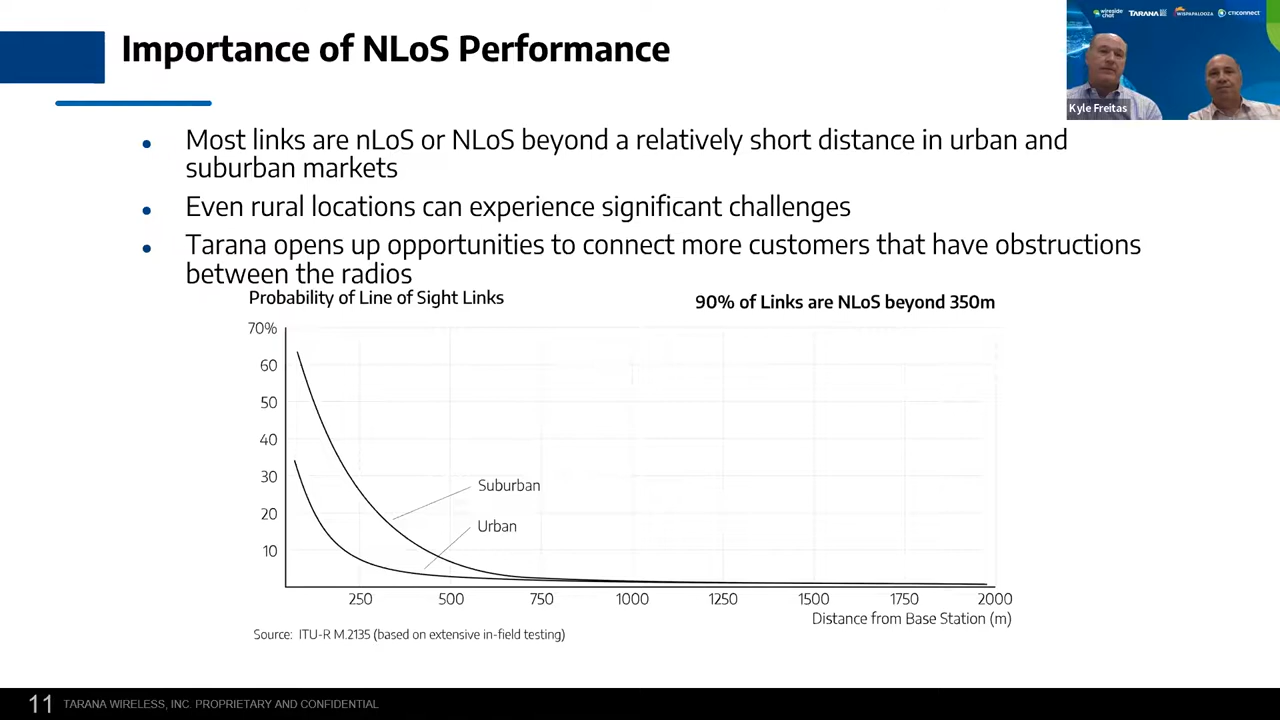 Importance of NLoS Performance
wireside chat TARANA WISPAPALOOZA CTIconnect
Kyle Freitas
Most links are nLoS or NLoS beyond a relatively short distance in urban and
suburban markets
Even rural locations can experience significant challenges
Tarana opens up opportunities to connect more customers that have obstructions
between the radios
Probability of Line of Sight Links
90% of Links are NLoS beyond 350m
70%
60
50
40
30
20
10
Suburban
Urban
250 500 750 1000 1250 1500 1750 2000
Distance from Base Station (m)
Source: ITU-R M.2135 (based on extensive in-field testing)
11 TARANA WIRELESS, INC. PROPRIETARY AND CONFIDENTIAL